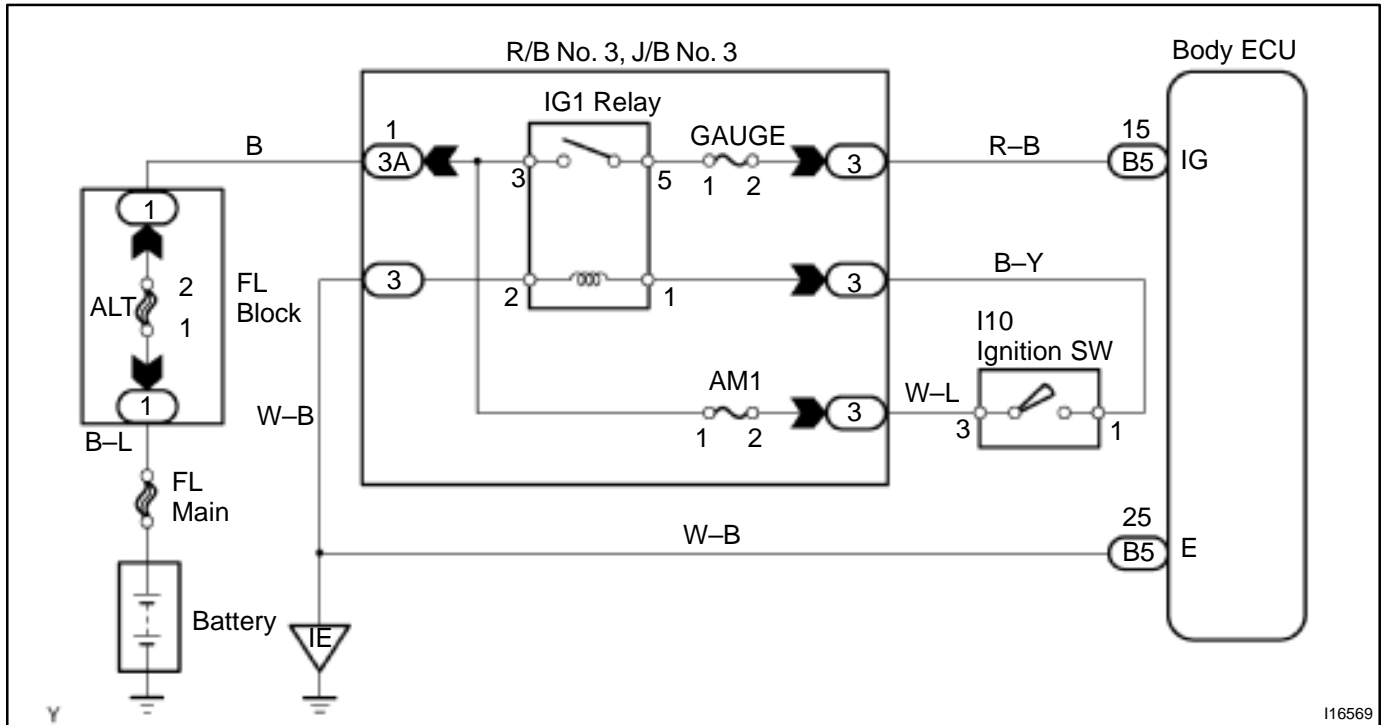 R/B No. 3, J/B No. 3
Body ECU
IG1 Relay
B
1
3A
3
5
GAUGE
1 2
3
R–B
15
B5
IG
1
ALT
2
1
FL
Block
1
3
2
1
3
B–Y
I10
Ignition SW
W–B
AM1
1 2
3
W–L
3
1
B–L
FL
Main
W–B
25
B5
E
Battery
IE
Y
I16569